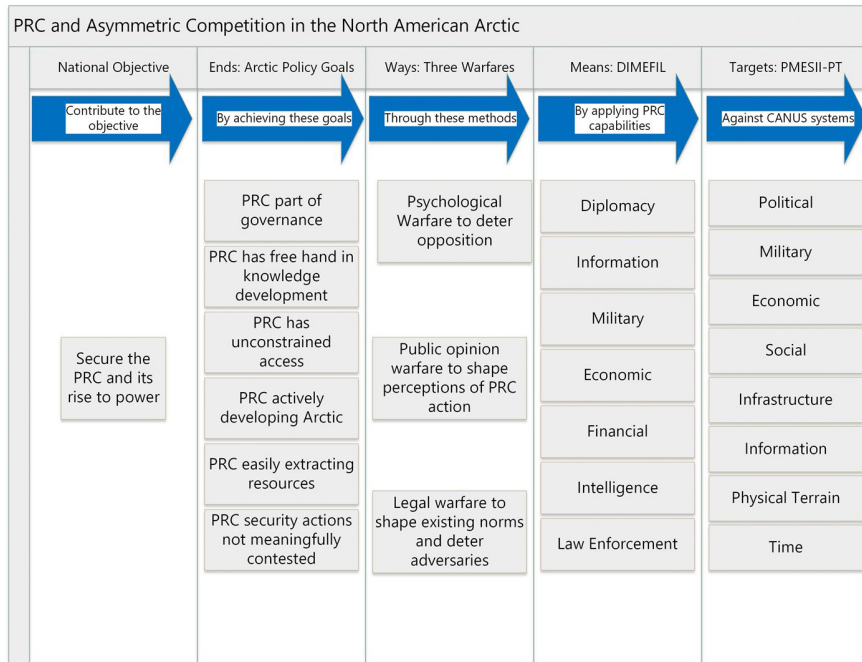 PRC and Asymmetric Competition in the North American Arctic
National Objective
Ends: Arctic Policy Goals
Ways: Three Warfares
Means: DIMEFIL
Targets: PMESII-PT
Contribute to the
objective
By achieving these goals
Through these methods
By applying PRC
capabilities
Against CANUS systems
Secure the
PRC and its
rise to power
PRC part of
governance
PRC has free hand in
knowledge
development
PRC has
unconstrained
access
PRC actively
developing Arctic
PRC easily extracting
resources
PRC security actions
not meaningfully
contested
Psychological
Warfare to deter
opposition
Public opinion
warfare to shape
perceptions of PRC
action
Legal warfare to
shape existing norms
and deter
adversaries
Diplomacy
Information
Military
Economic
Financial
Intelligence
Law Enforcement
Political
Military
Economic
Social
Infrastructure
Information
Physical Terrain
Time